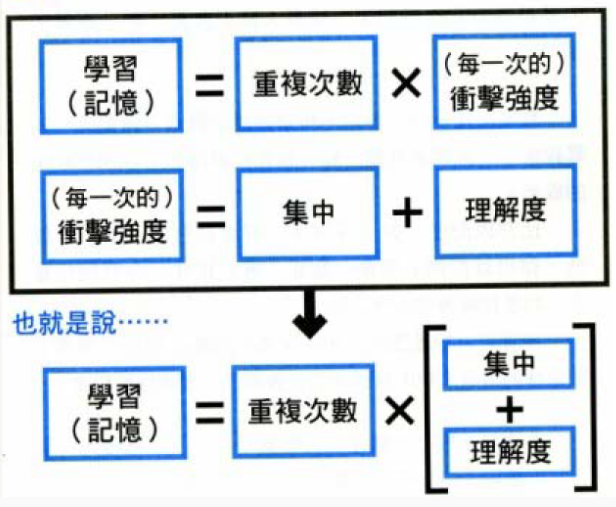 學習
（記憶）
=
重複次數
×
（每一次的）
衝擊強度
（每一次的）
衝擊強度
=
集中
+
理解度
也就是說……
學習
（記憶）
=
重複次數
×
集中
+
理解度